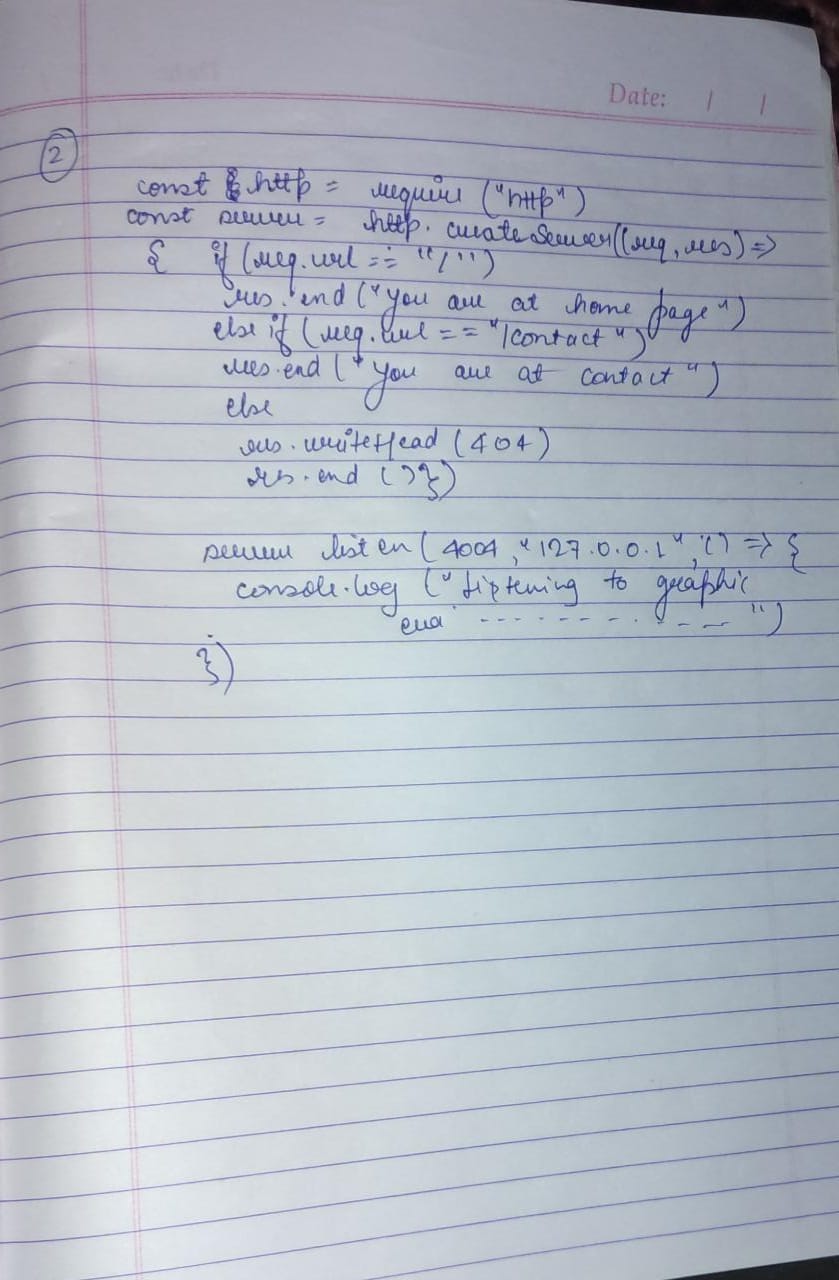 Date: / /
2
const http = require ("http")
const server = http. createServer((req, res) =>
{ if (req.url == "/")
res. end ("you are at home page")
else if (req.url == "/contact")
res.end ("you are at contact")
else
res. writeHead (404)
res. end ( ) })
server listen ( 4004, "127.0.0.1", () => {
console.log ("listening to graphic
era - - - - - - - - - - - ")
})